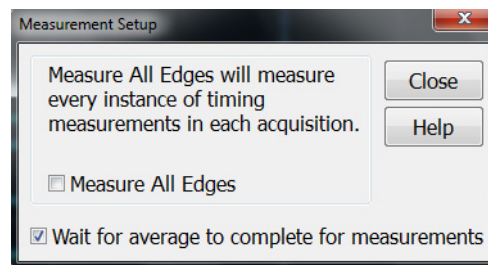 Measurement Setup
x
Measure All Edges will measure
every instance of timing
measurements in each acquisition.
Close
Help
Measure All Edges
Wait for average to complete for measurements